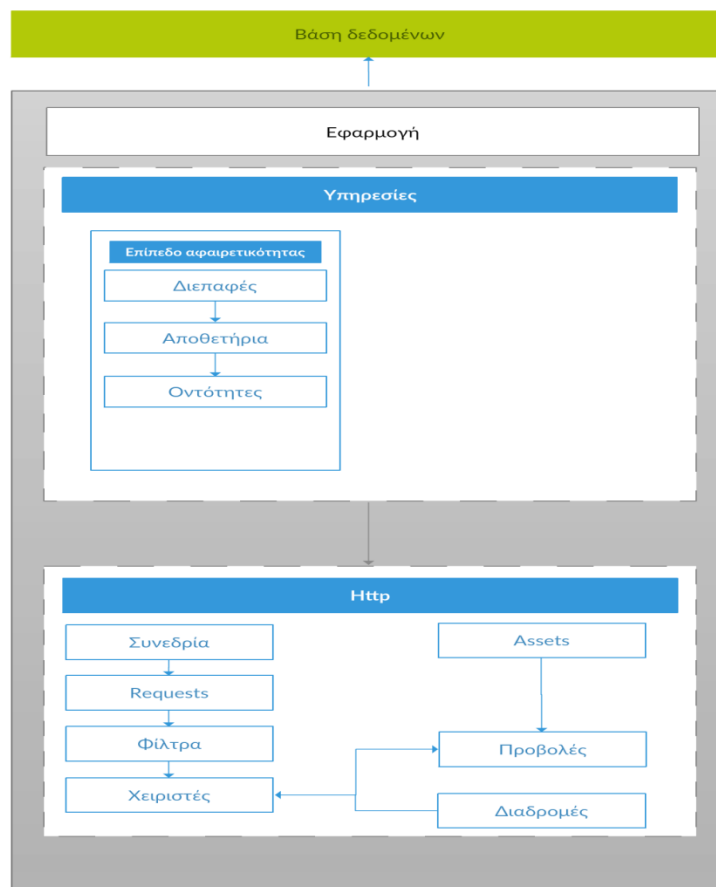 Βάση δεδομένων
Εφαρμογή
Υπηρεσίες
Επίπεδο αφαιρετικότητας
Διεπαφές
Αποθετήρια
Οντότητες
Http
Συνεδρία
Requests
Φίλτρα
Χειριστές
Assets
Προβολές
Διαδρομές